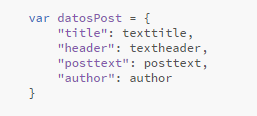 var datosPost = {
"title": texttitle,
"header": textheader,
"posttext": posttext,
"author": author
}